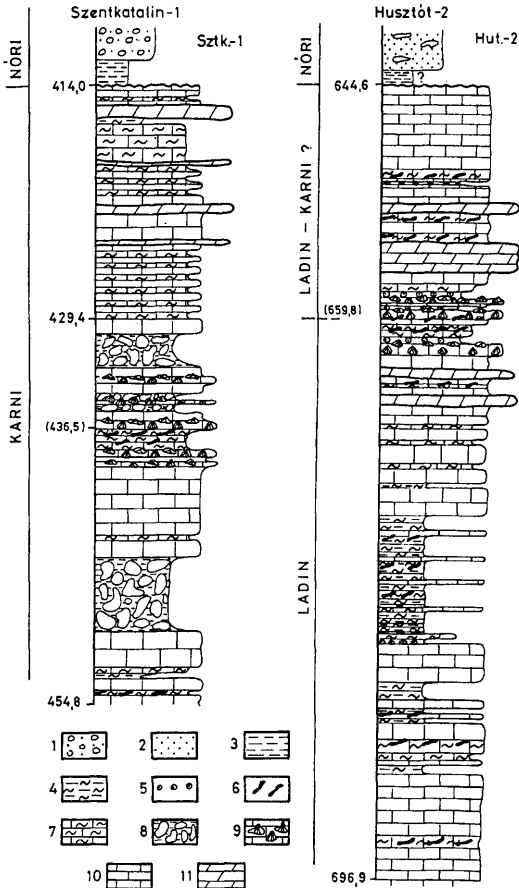 Szentkatalin-1
Sztk.-1
NÓRI
414,0
429,4
KARNI
(436,5)
454,8
Husztót-2
Hut.-2
NÓRI
?
644,6
LADIN – KARNI ?
(659,8)
LADIN
696,9
1 2 3
4 5 6
7 8 9
10 11